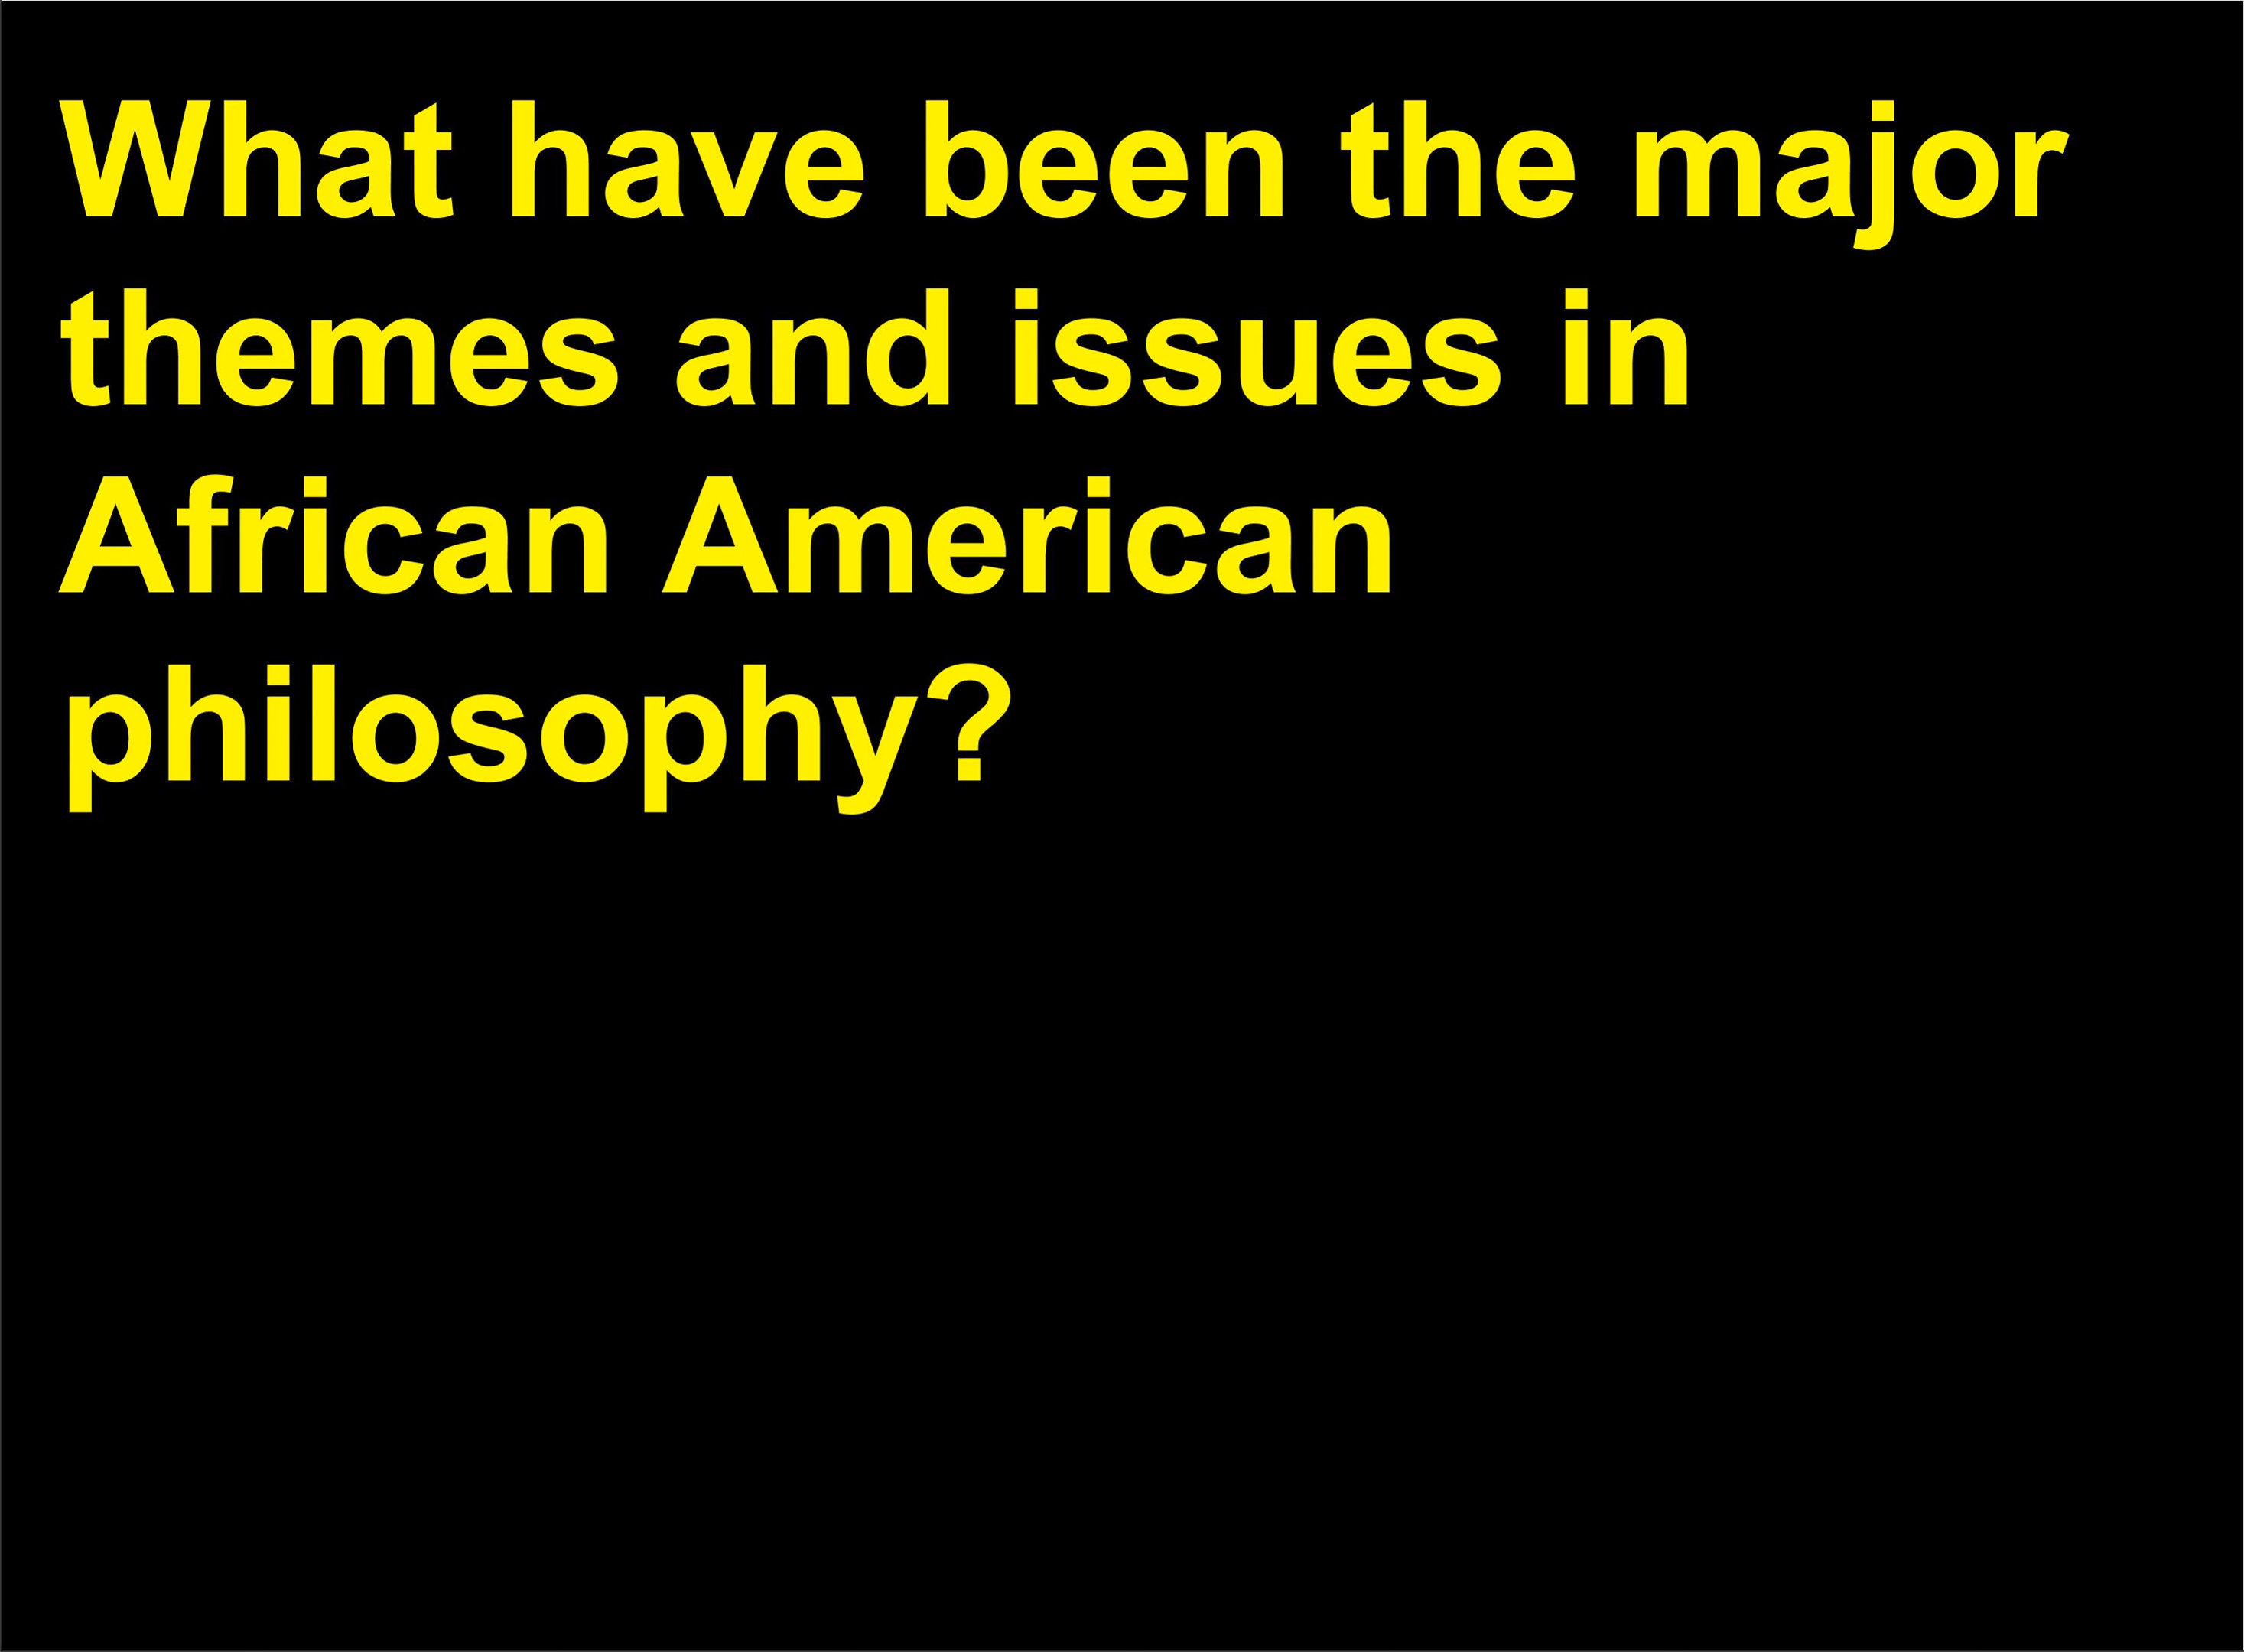 What have been the major
themes and issues in
African American
philosophy?